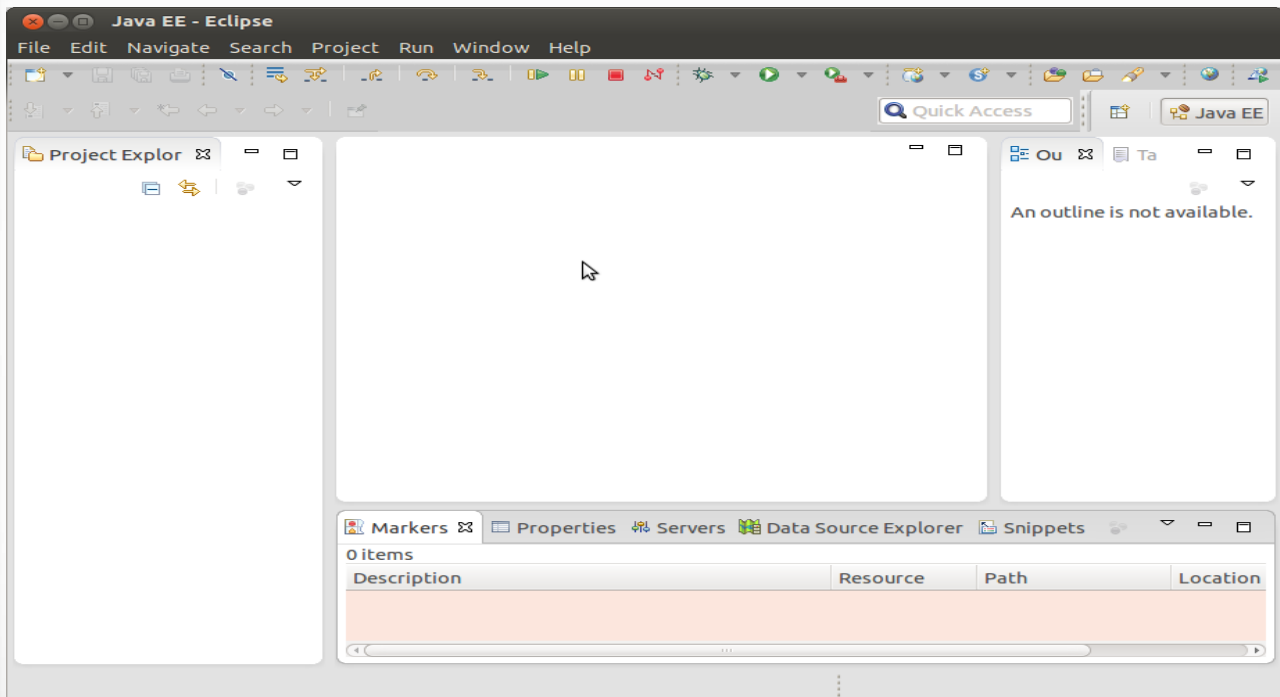 Java EE - Eclipse
File Edit Navigate Search Project Run Window Help
Quick Access
Java EE
Project Explor
Ou Ta
An outline is not available.
Markers Properties Servers Data Source Explorer Snippets
0 items
Description Resource Path Location